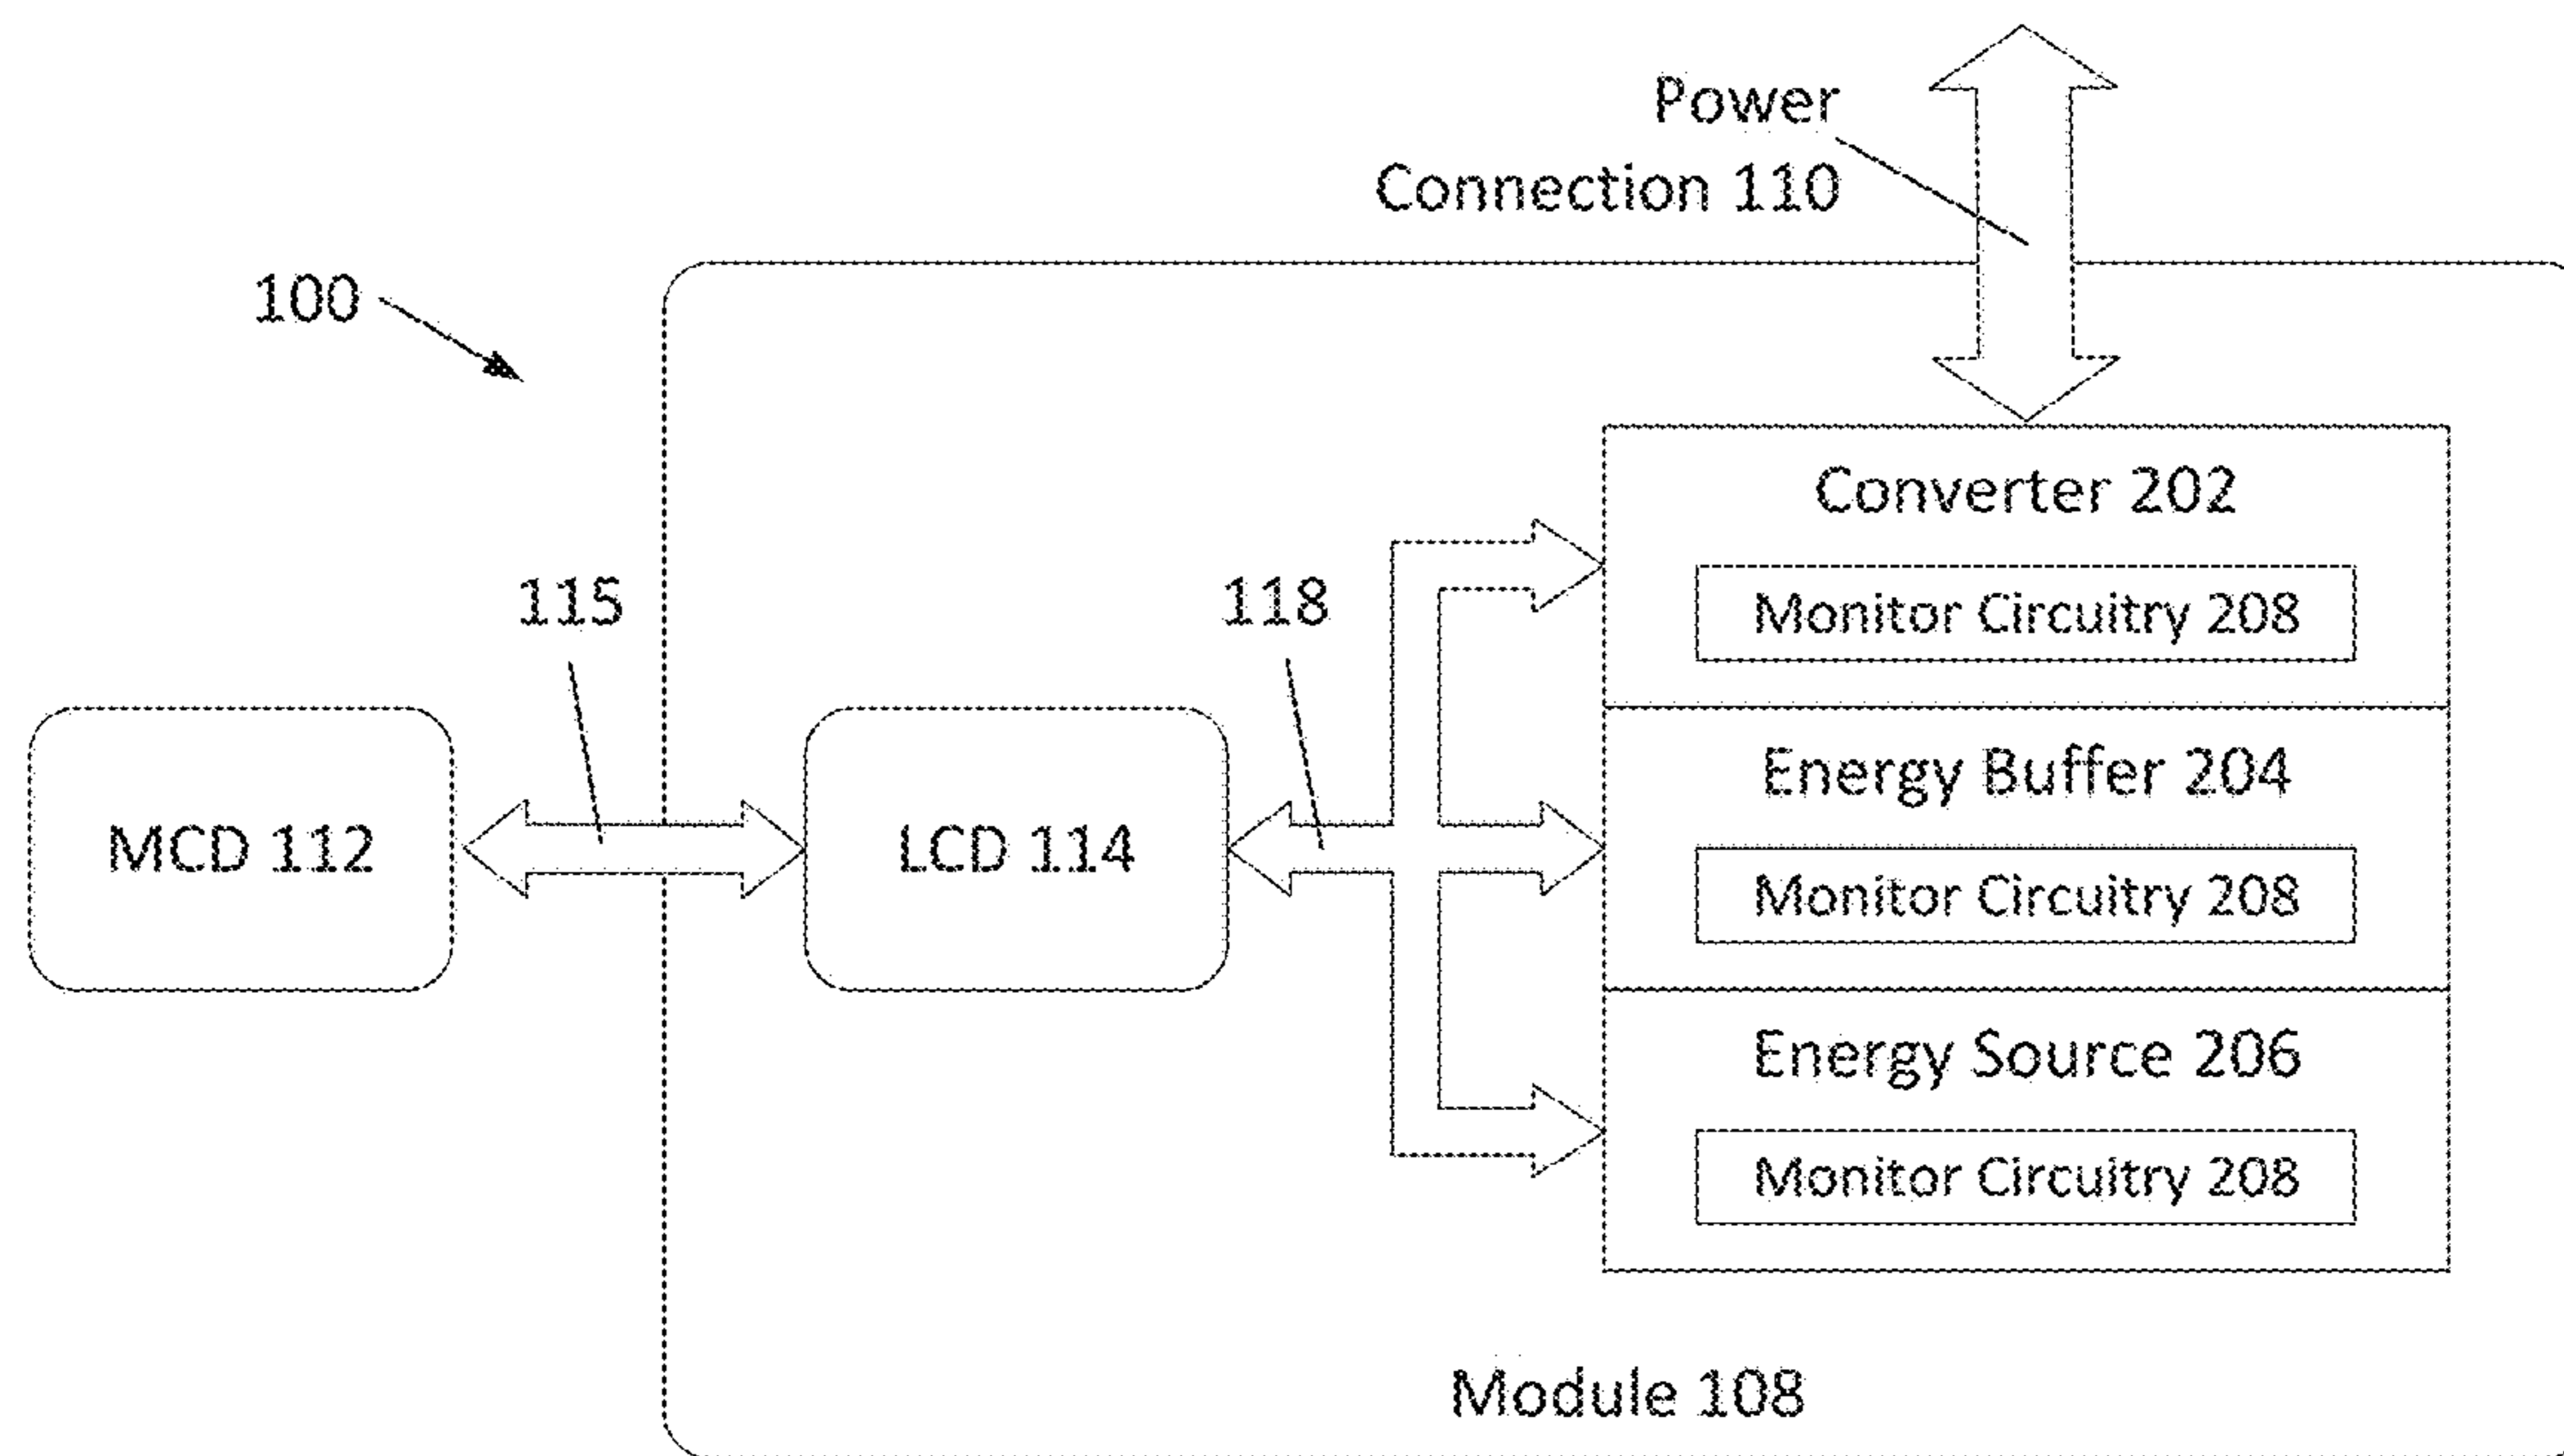 Power
Connection 110
100
Converter 202
115
118
Monitor Circuitry 208
Energy Buffer 204
MCD 112
LCD 114
Monitor Circuitry 208
Energy Source 206
Monitor Circuitry 208
Module 108